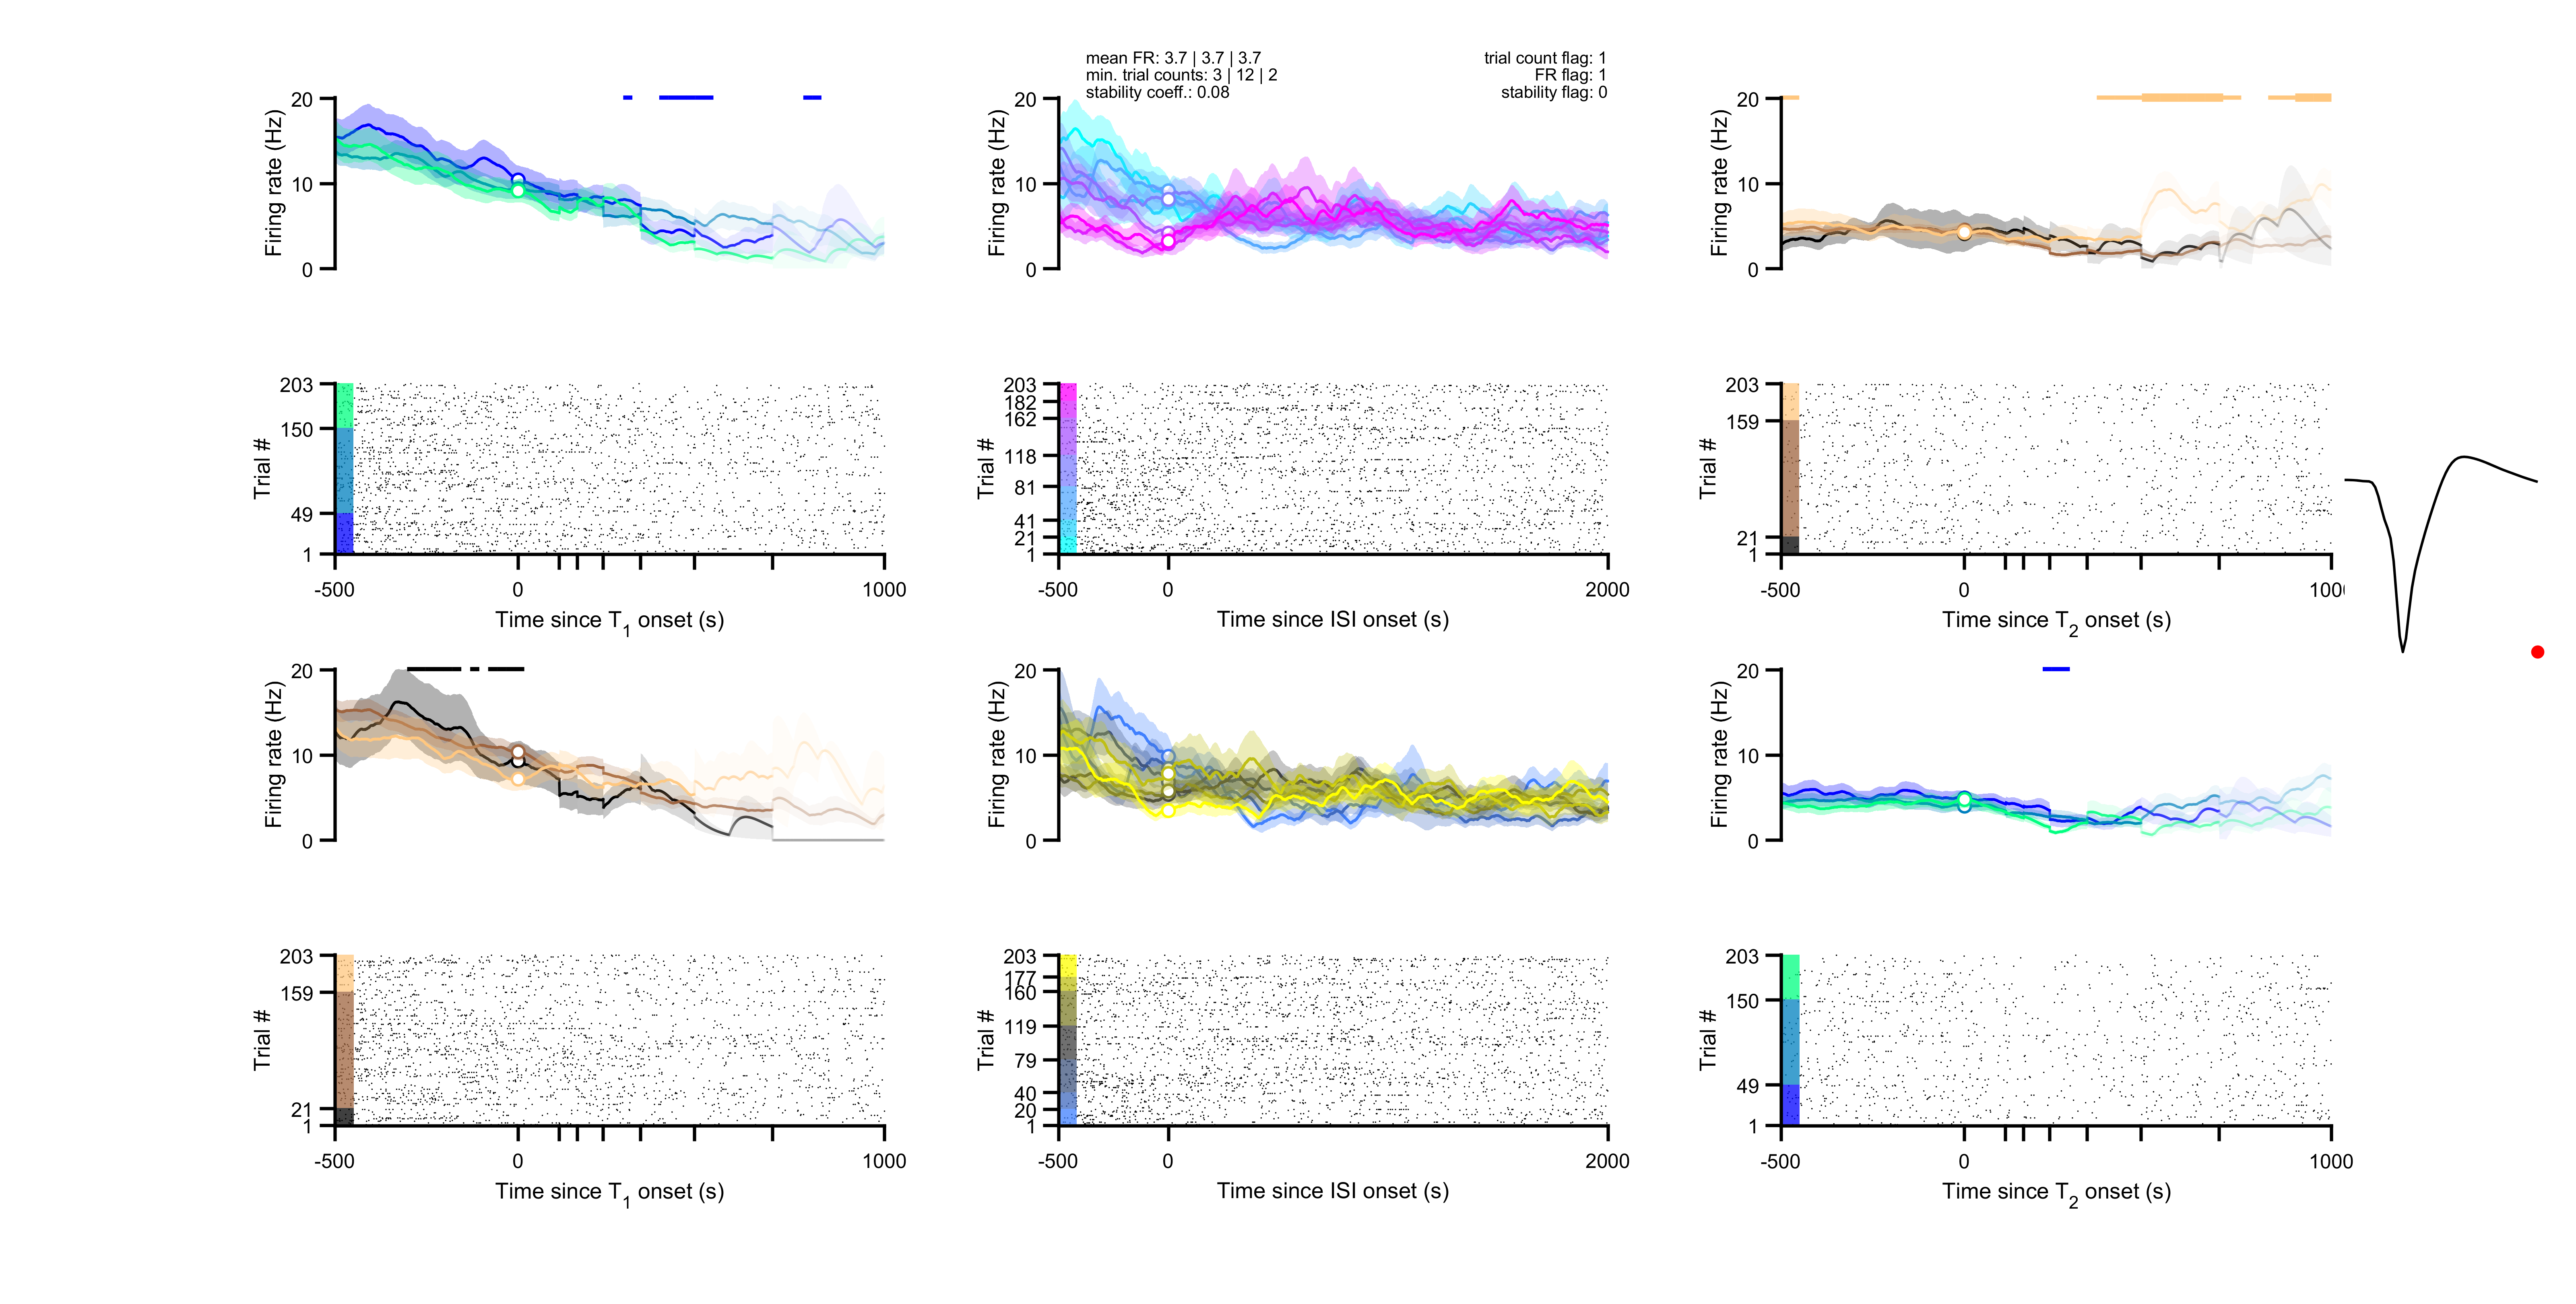 mean FR: 3.7 | 3.7 | 3.7
min. trial counts: 3 | 12 | 2
stability coeff.: 0.08
trial count flag: 1
FR flag: 1
stability flag: 0
20
10
0
Firing rate (Hz)
20
10
0
Firing rate (Hz)
20
10
0
Firing rate (Hz)
203
150
49
1
Trial #
-500
0
1000
Time since T1 onset (s)
203
182
162
118
81
41
21
1
Trial #
-500
0
2000
Time since ISI onset (s)
203
159
21
1
Trial #
-500
0
1000
Time since T2 onset (s)
20
10
0
Firing rate (Hz)
20
10
0
Firing rate (Hz)
20
10
0
Firing rate (Hz)
203
159
21
1
Trial #
-500
0
1000
Time since T1 onset (s)
203
177
160
119
79
40
20
1
Trial #
-500
0
2000
Time since ISI onset (s)
203
150
49
1
Trial #
-500
0
1000
Time since T2 onset (s)